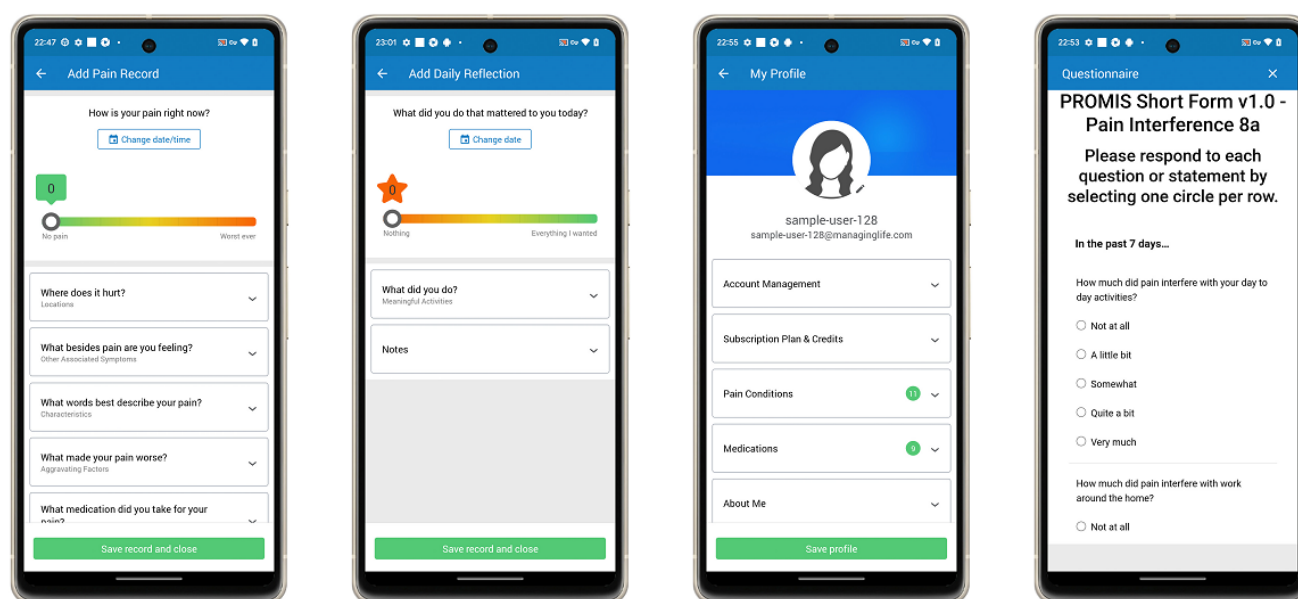 22:47
Add Pain Record
How is your pain right now?
Change date/time
0
No pain
Worst ever
Where does it hurt?
Locations
What besides pain are you feeling?
Other Associated Symptoms
What words best describe your pain?
Characteristics
What made your pain worse?
Aggravating Factors
What medication did you take for your
pain?
Save record and close
23:01
Add Daily Reflection
What did you do that mattered to you today?
Change date
0
Nothing
Everything I wanted
What did you do?
Meaningful Activities
Notes
Save record and close
22:55
My Profile
sample-user-128
sample-user-128@managinglife.com
Account Management
Subscription Plan & Credits
Pain Conditions
11
Medications
9
About Me
Save profile
22:53
Questionnaire
PROMIS Short Form v1.0 -
Pain Interference 8a
Please respond to each
question or statement by
selecting one circle per row.
In the past 7 days...
How much did pain interfere with your day to
day activities?
Not at all
A little bit
Somewhat
Quite a bit
Very much
How much did pain interfere with work
around the home?
Not at all